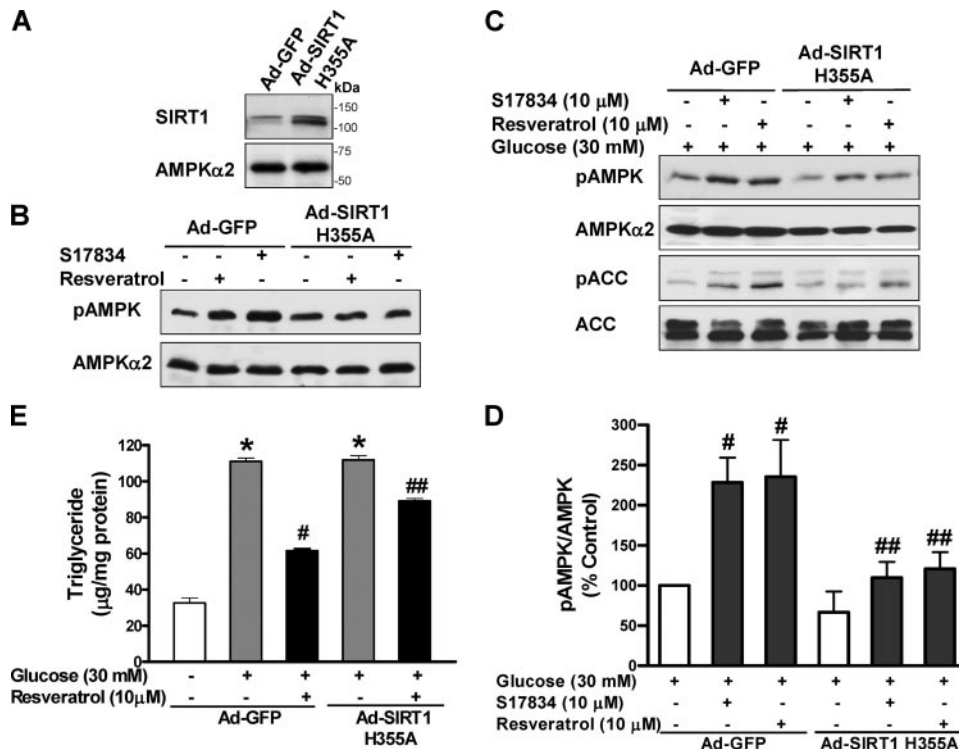 A
Ad-GFP
Ad-SIRT1
H355A
kDa
SIRT1
-150
-100
AMPKα2
-75
-50
B
Ad-GFP
Ad-SIRT1
H355A
S17834 - - + - - +
Resveratrol - + - - + -
pAMPK
AMPKα2
C
Ad-GFP
Ad-SIRT1
H355A
S17834 (10 μM) - + - - + -
Resveratrol (10 μM) - - + - - +
Glucose (30 mM) + + + + + +
pAMPK
AMPKα2
pACC
ACC
E
Triglyceride
(μg/mg protein)
140
120
100
80
60
40
20
0
*
#
*
##
Glucose (30 mM) - + + + +
Resveratrol (10μM) - - + - +
Ad-GFP
Ad-SIRT1
H355A
D
pAMPK/AMPK
(% Control)
300
250
200
150
100
50
0
#
#
##
##
Glucose (30 mM) + + + + + +
S17834 (10 μM) - + - - + -
Resveratrol (10 μM) - - + - - +
Ad-GFP
Ad-SIRT1 H355A